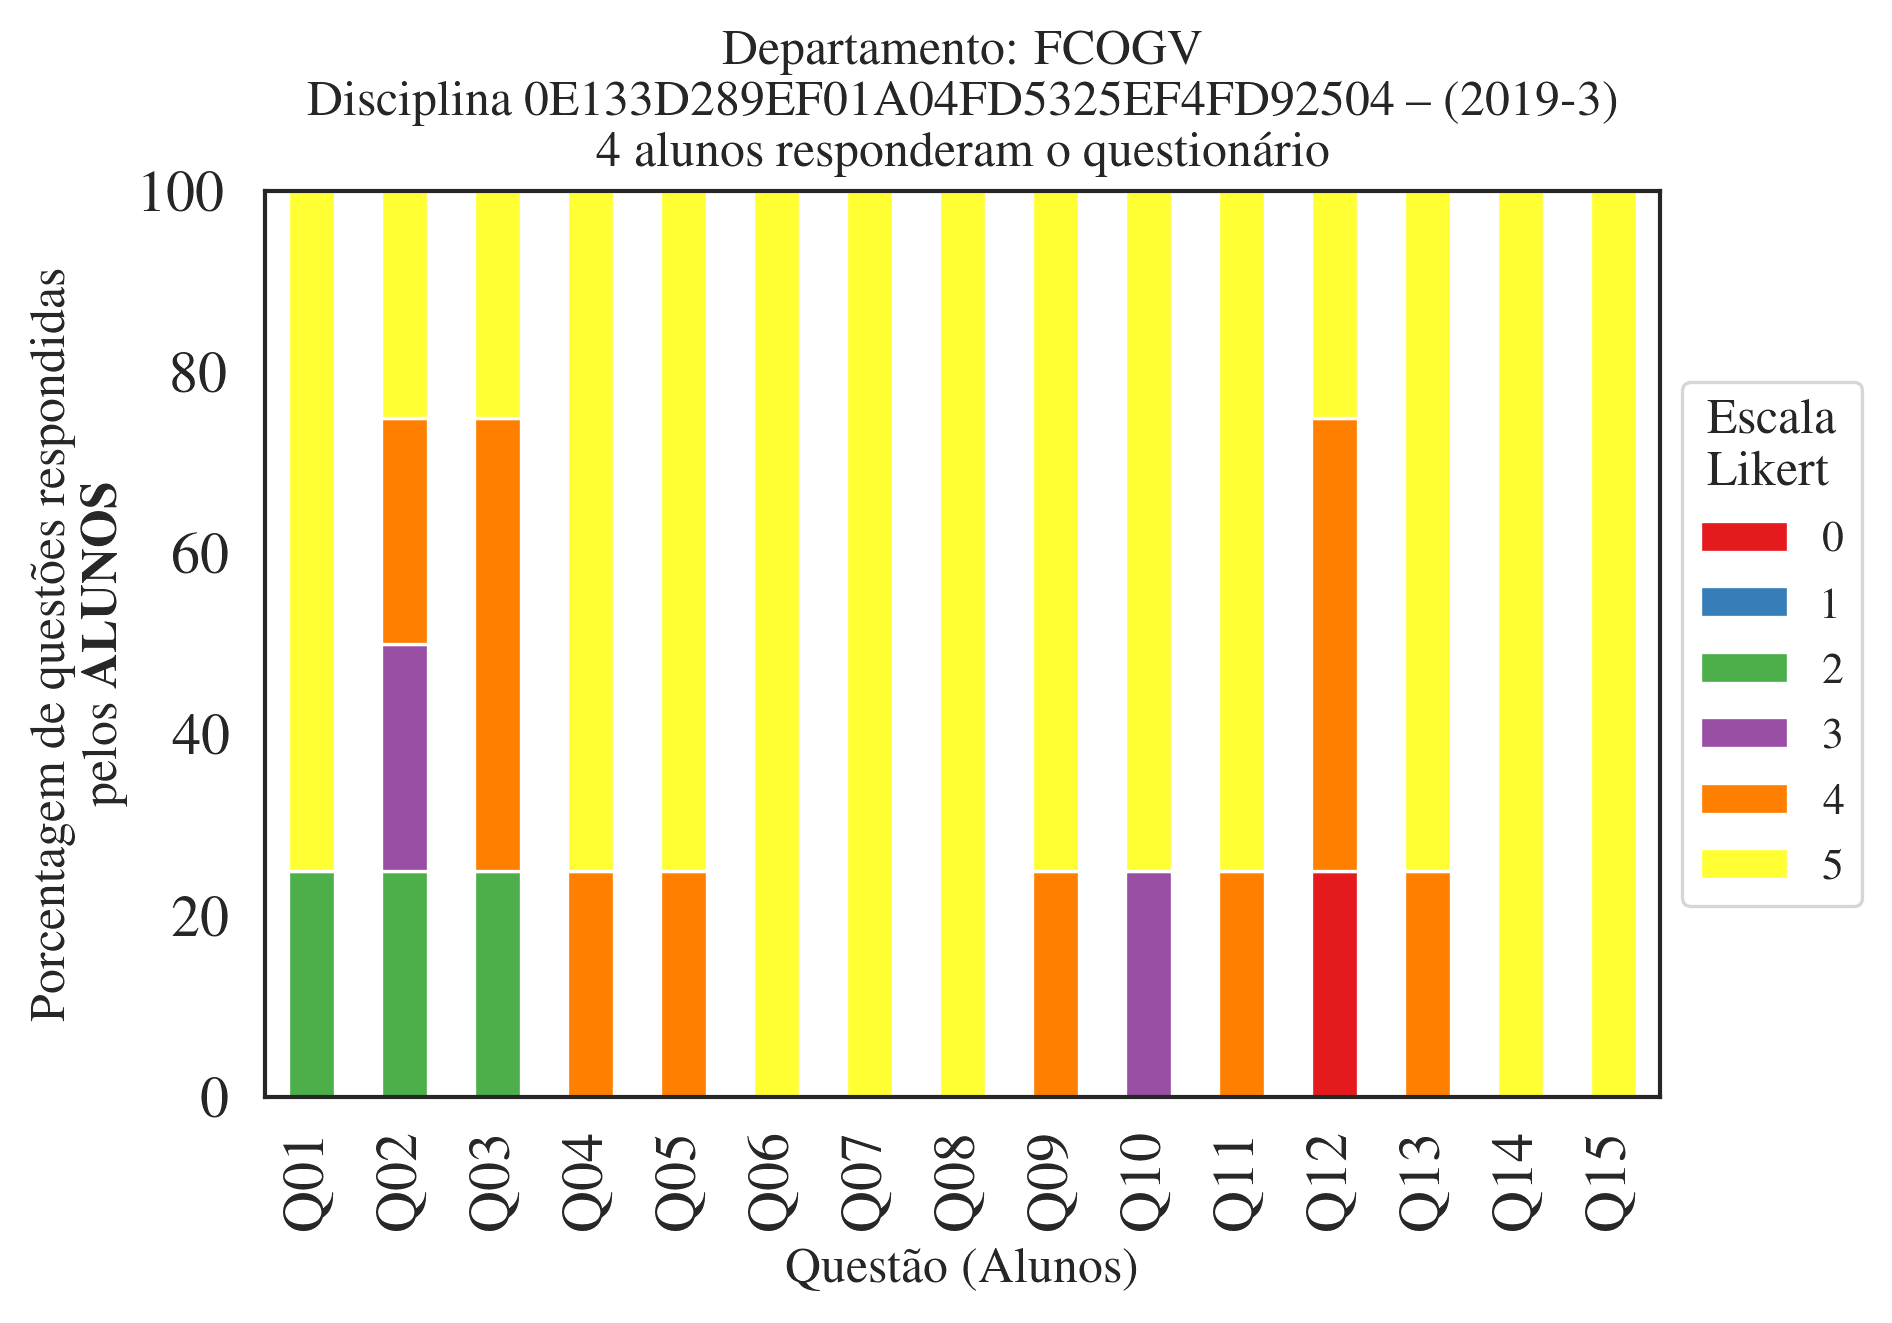 Departamento: FCOGV
Disciplina 0E133D289EF01A04FD5325EF4FD92504 – (2019-3)
4 alunos responderam o questionário
Porcentagem de questões respondidas
pelos ALUNOS
100
80
60
40
20
0
Q01
Q02
Q03
Q04
Q05
Q06
Q07
Q08
Q09
Q10
Q11
Q12
Q13
Q14
Q15
Questão (Alunos)
Escala
Likert
0
1
2
3
4
5